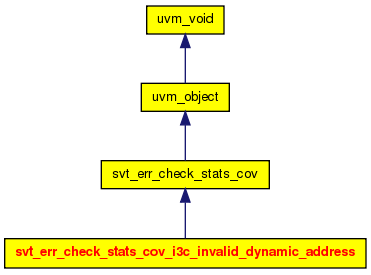 uvm_void
uvm_object
svt_err_check_stats_cov
svt_err_check_stats_cov_i3c_invalid_dynamic_address